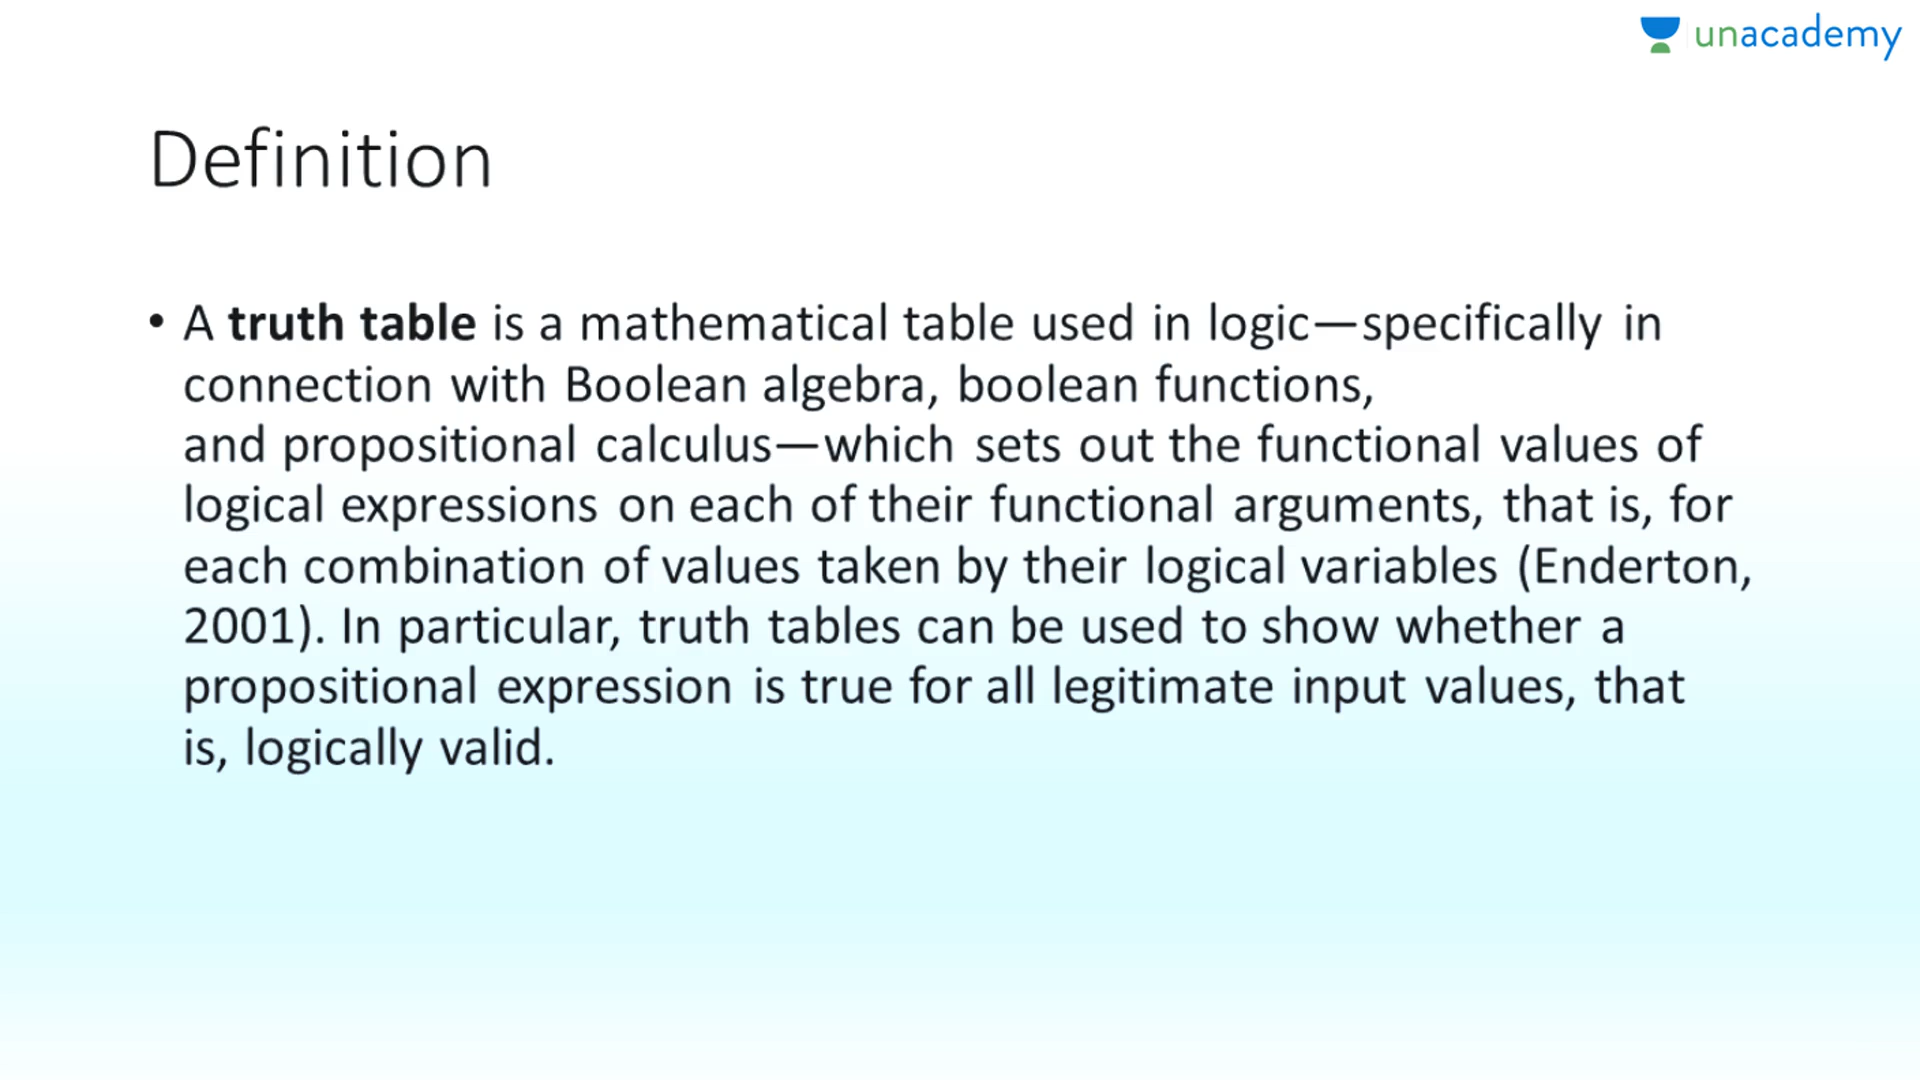 unacademy
Definition
• A truth table is a mathematical table used in logic—specifically in
connection with Boolean algebra, boolean functions,
and propositional calculus—which sets out the functional values of
logical expressions on each of their functional arguments, that is, for
each combination of values taken by their logical variables (Enderton,
2001). In particular, truth tables can be used to show whether a
propositional expression is true for all legitimate input values, that
is, logically valid.